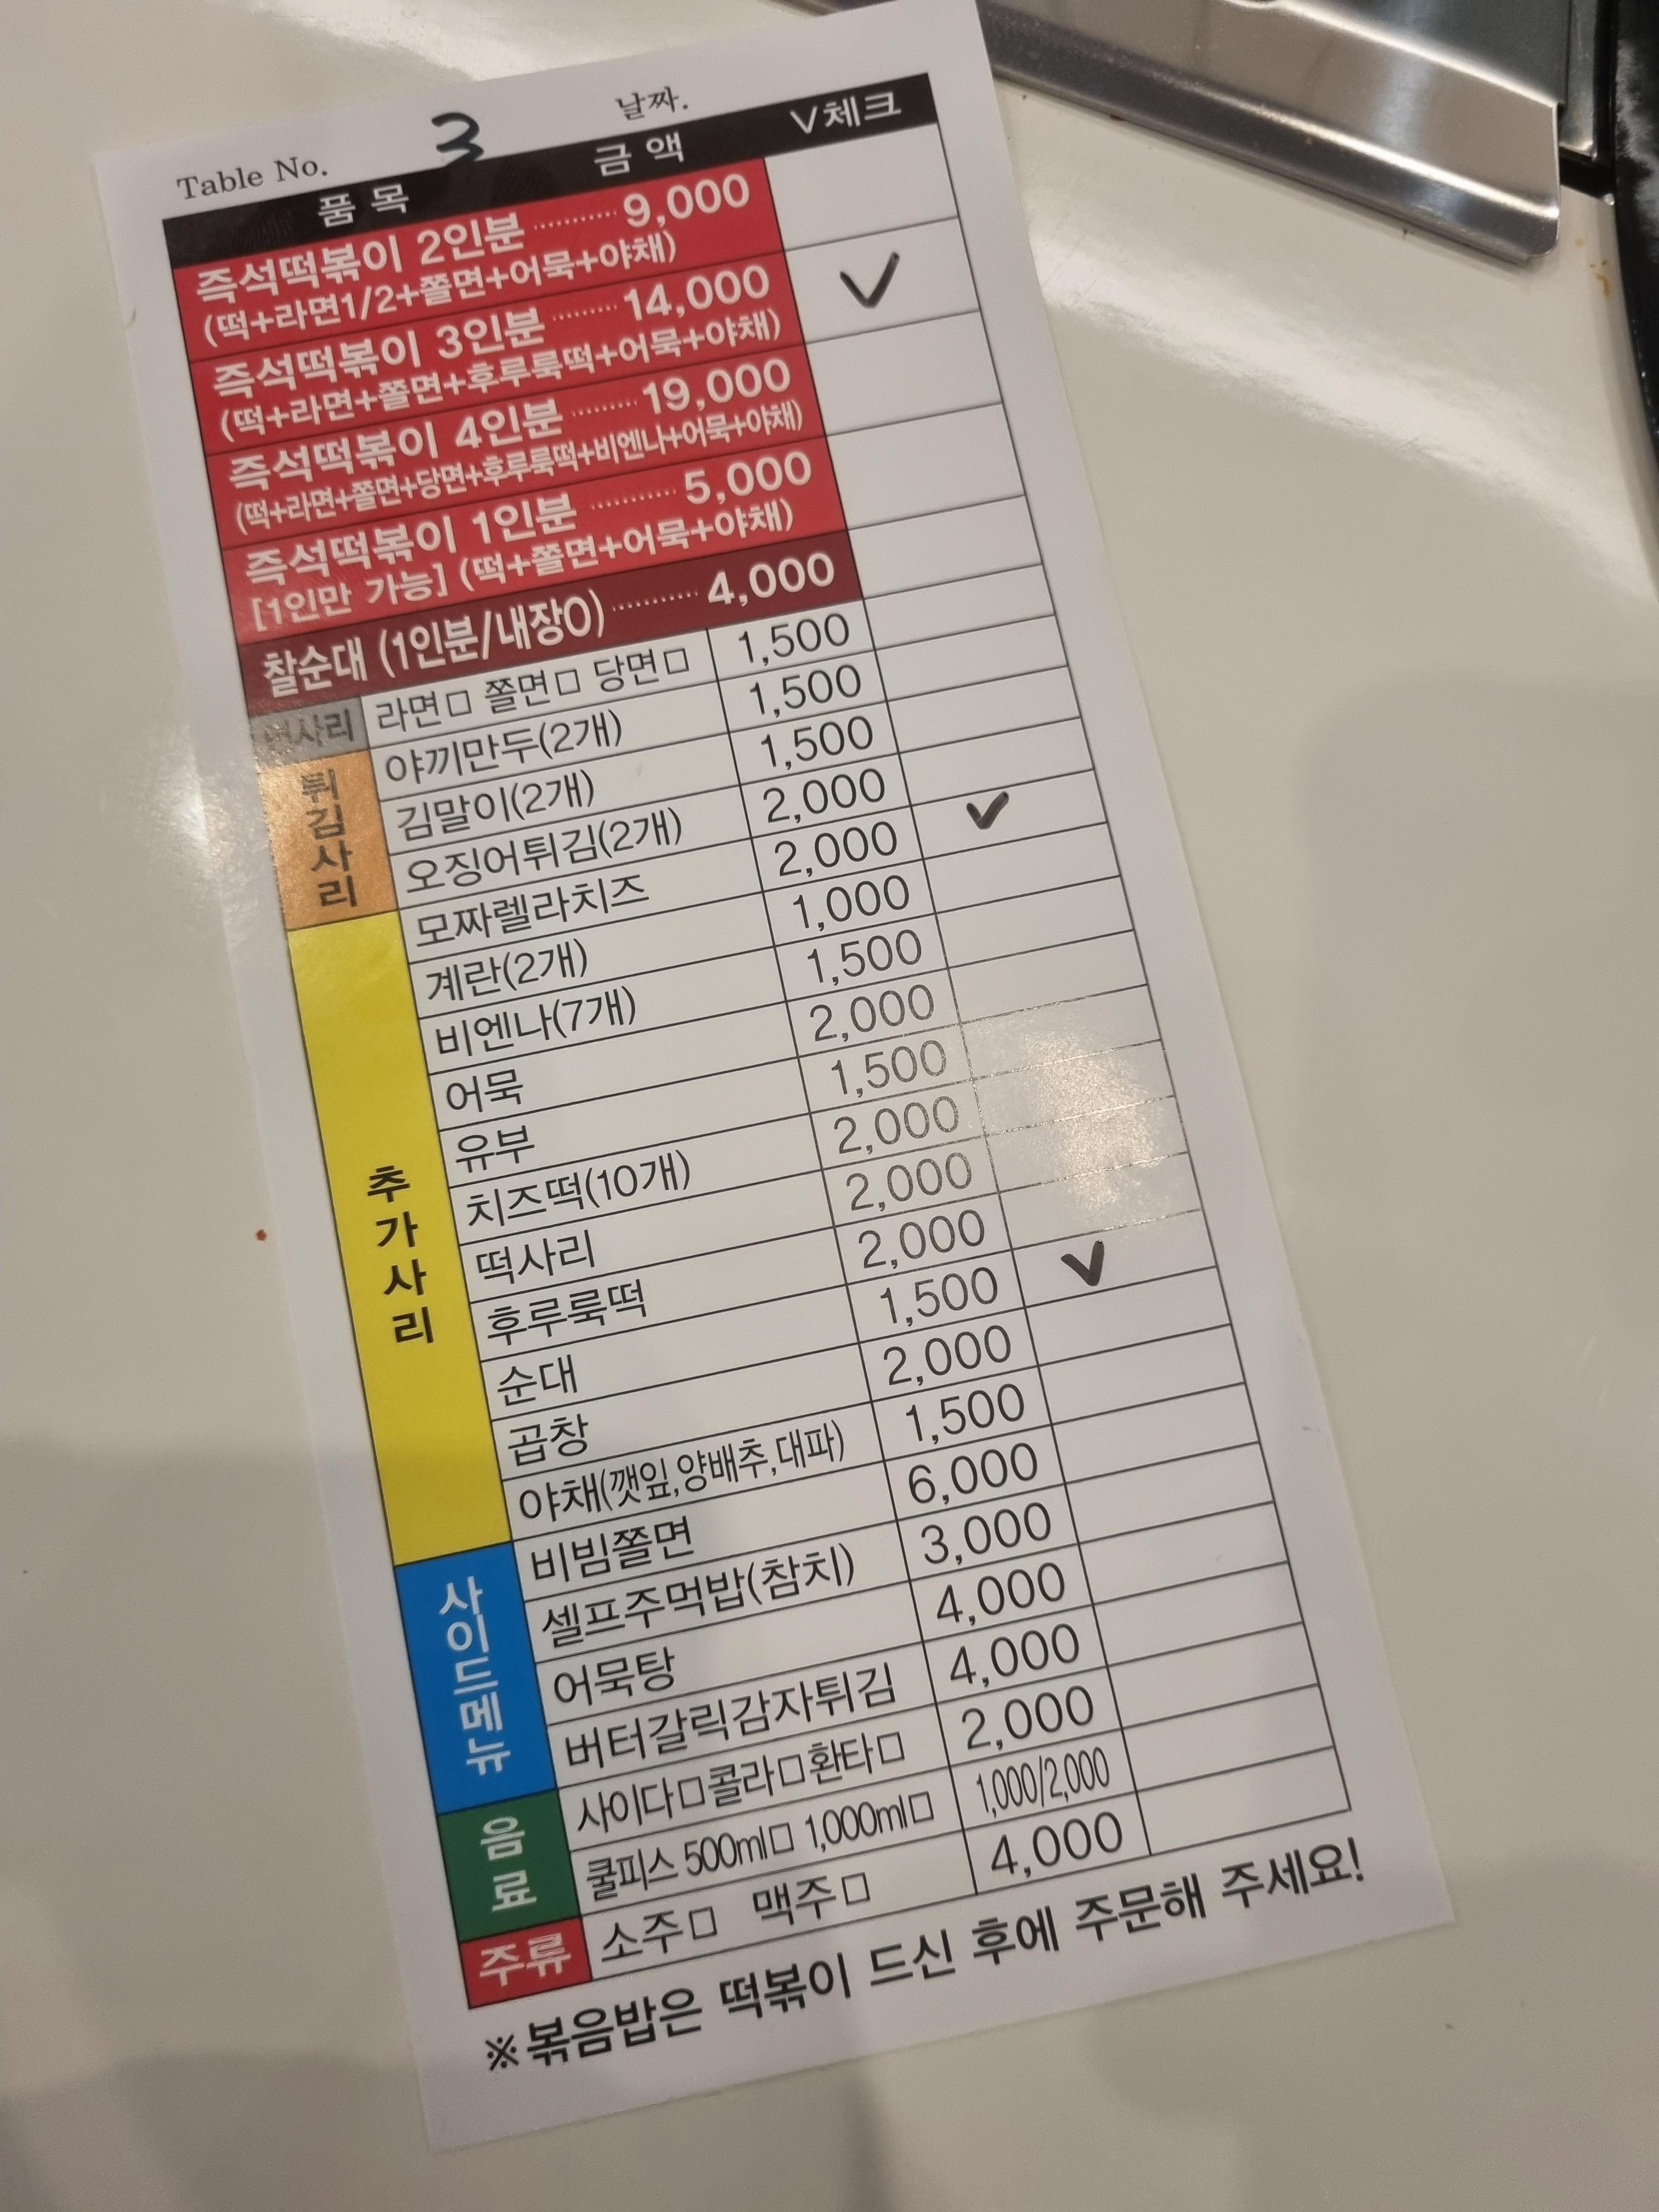 Table No. 3 날짜.
품목 금액 V체크
즉석떡볶이 2인분 ·········· 9,000
(떡+라면1/2+쫄면+어묵+야채)
즉석떡볶이 3인분 ········ 14,000
(떡+라면+쫄면+후루룩떡+어묵+야채)
즉석떡볶이 4인분 ········ 19,000
(떡+라면+쫄면+당면+후루룩떡+비엔나+어묵+야채)
즉석떡볶이 1인분 ·········· 5,000
[1인만 가능] (떡+쫄면+어묵+야채)
찰순대 (1인분/내장O) ·········· 4,000
면사리 라면□ 쫄면□ 당면□ 1,500
튀김사리
야끼만두(2개) 1,500
김말이(2개) 1,500
오징어튀김(2개) 2,000
추가사리
모짜렐라치즈 2,000
계란(2개) 1,000
비엔나(7개) 1,500
어묵 2,000
유부 1,500
치즈떡(10개) 2,000
떡사리 2,000
후루룩떡 2,000
순대 1,500
곱창 2,000
야채(깻잎,양배추,대파) 1,500
사이드메뉴
비빔쫄면 6,000
셀프주먹밥(참치) 3,000
어묵탕 4,000
버터갈릭감자튀김 4,000
음료
사이다□콜라□환타□ 2,000
쿨피스 500ml□ 1,000ml□ 1,000/2,000
주류 소주□ 맥주□ 4,000
※볶음밥은 떡볶이 드신 후에 주문해 주세요!